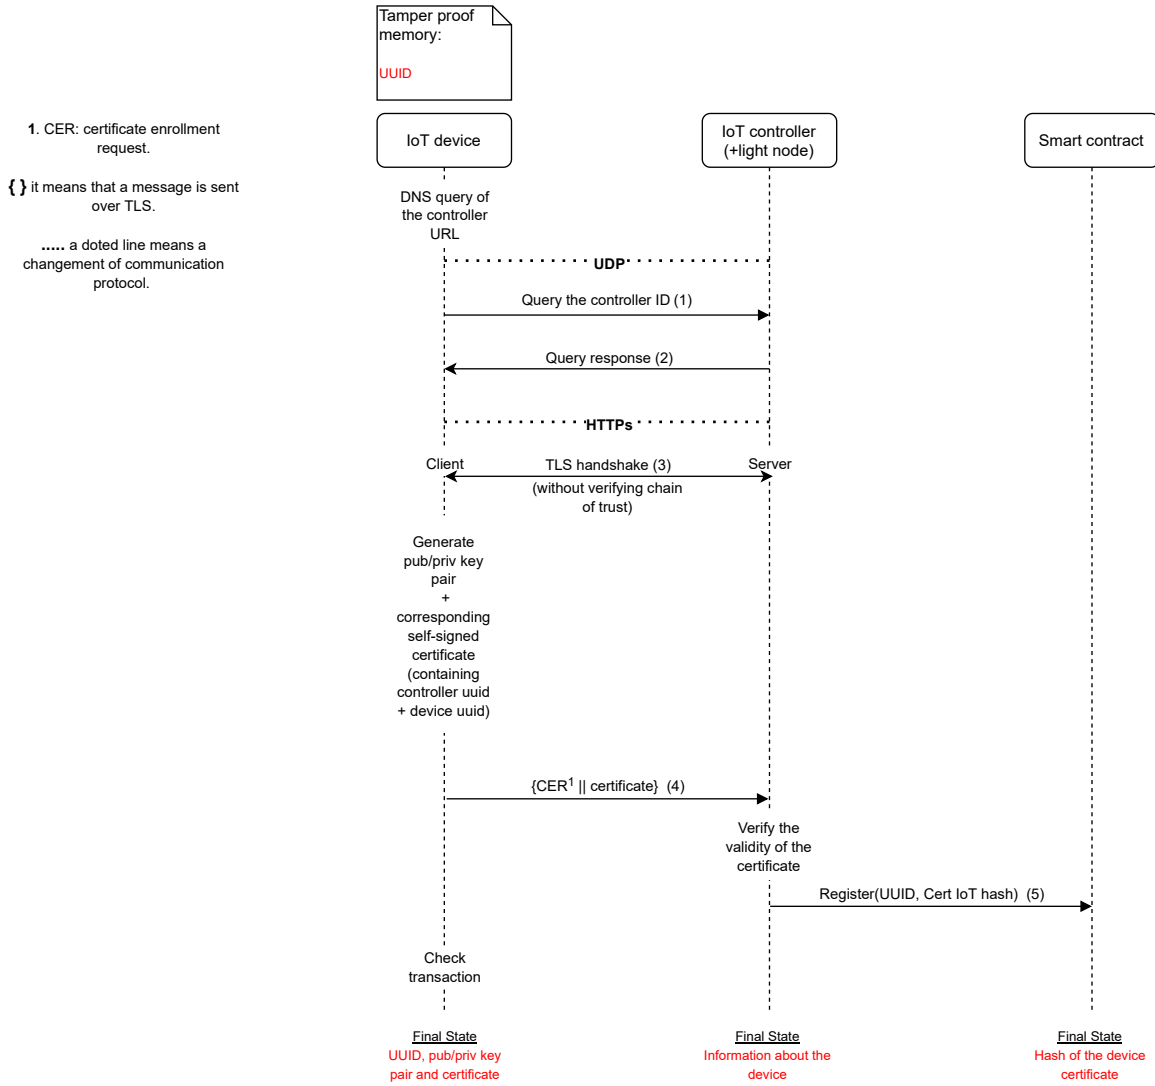 Tamper proof
memory:
UUID
1. CER: certificate enrollment
request.
{ } it means that a message is sent
over TLS.
..... a doted line means a
changement of communication
protocol.
IoT device
IoT controller
(+light node)
Smart contract
DNS query of
the controller
URL
UDP
Query the controller ID (1)
Query response (2)
HTTPs
Client
TLS handshake (3)
Server
(without verifying chain
of trust)
Generate
pub/priv key
pair
+
corresponding
self-signed
certificate
(containing
controller uuid
+ device uuid)
{CER¹ || certificate} (4)
Verify the
validity of the
certificate
Register(UUID, Cert IoT hash) (5)
Check
transaction
Final State
UUID, pub/priv key
pair and certificate
Final State
Information about the
device
Final State
Hash of the device
certificate